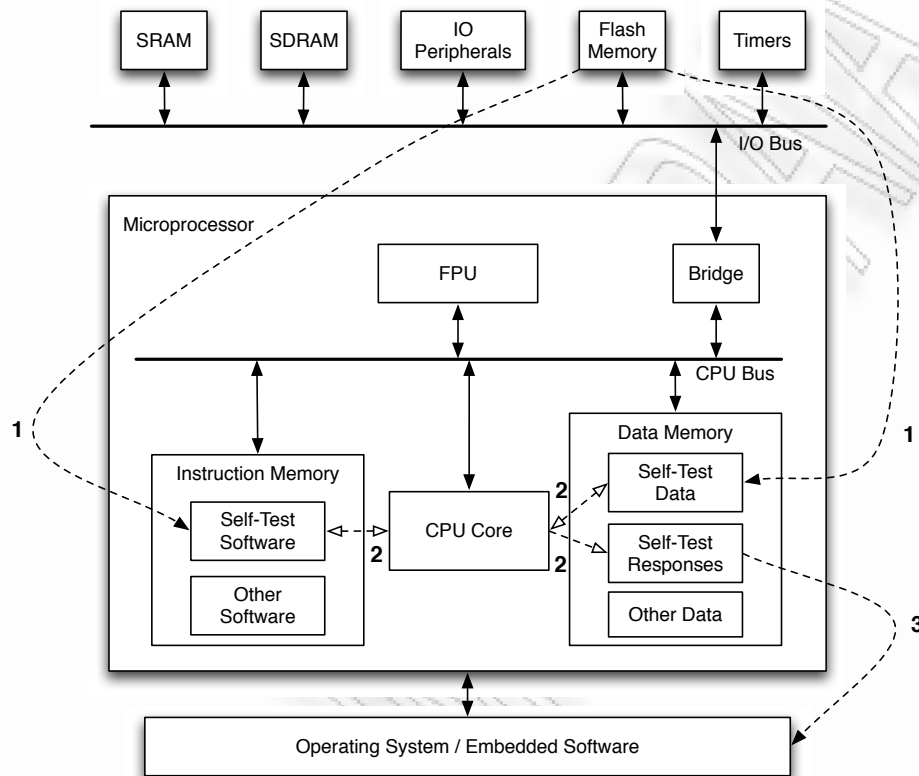 SRAM
SDRAM
IO
Peripherals
Flash
Memory
Timers
I/O Bus
Microprocessor
FPU
Bridge
CPU Bus
1
1
Instruction Memory
Data Memory
Self-Test
Software
2
CPU Core
2
2
Self-Test
Data
Self-Test
Responses
Other
Software
Other Data
3
Operating System / Embedded Software